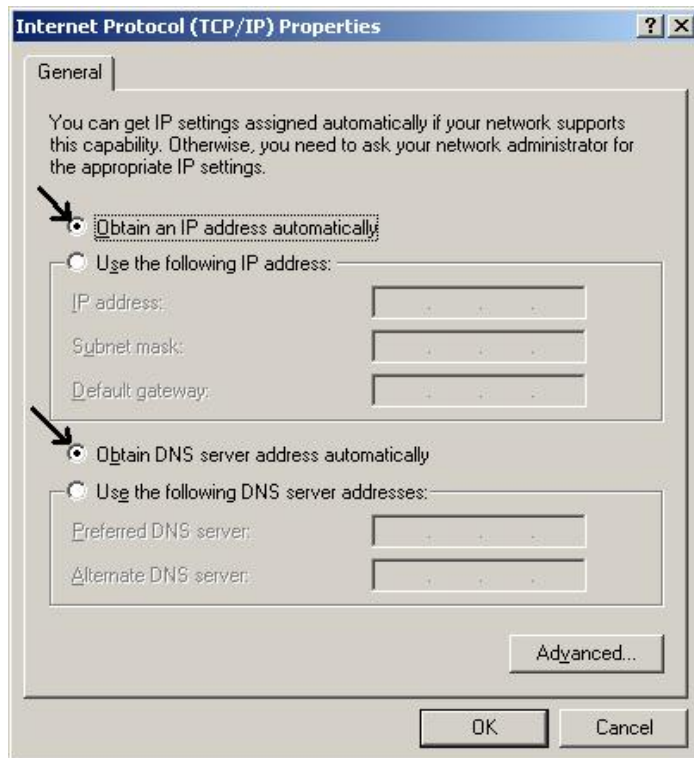 Internet Protocol (TCP/IP) Properties
General
You can get IP settings assigned automatically if your network supports
this capability. Otherwise, you need to ask your network administrator for
the appropriate IP settings.
Obtain an IP address automatically
Use the following IP address:
IP address:
Subnet mask:
Default gateway:
Obtain DNS server address automatically
Use the following DNS server addresses:
Preferred DNS server:
Alternate DNS server:
Advanced...
OK Cancel